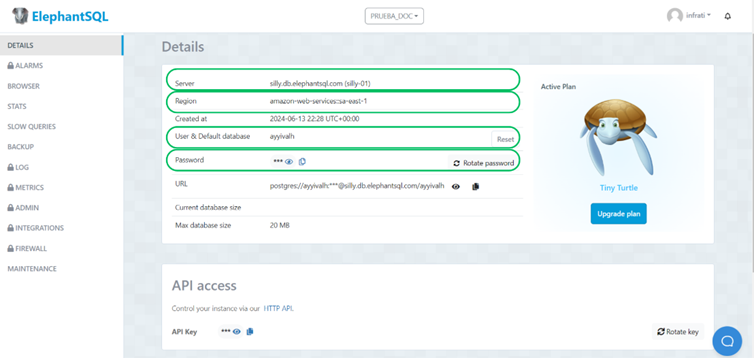 ElephantSQL
PRUEBA_DOC
infrati
DETAILS
ALARMS
BROWSER
STATS
SLOW QUERIES
BACKUP
LOG
METRICS
ADMIN
INTEGRATIONS
FIREWALL
MAINTENANCE
Details
Server silly.db.elephantsql.com (silly-01)
Region amazon-web-services::sa-east-1
Created at 2024-06-13 22:28 UTC+00:00
User & Default database ayyivalh Reset
Password *** Rotate password
URL postgres://ayyivalh:***@silly.db.elephantsql.com/ayyivalh
Current database size
Max database size 20 MB
Active Plan
Tiny Turtle
Upgrade plan
API access
Control your instance via our HTTP API.
API Key *** Rotate key